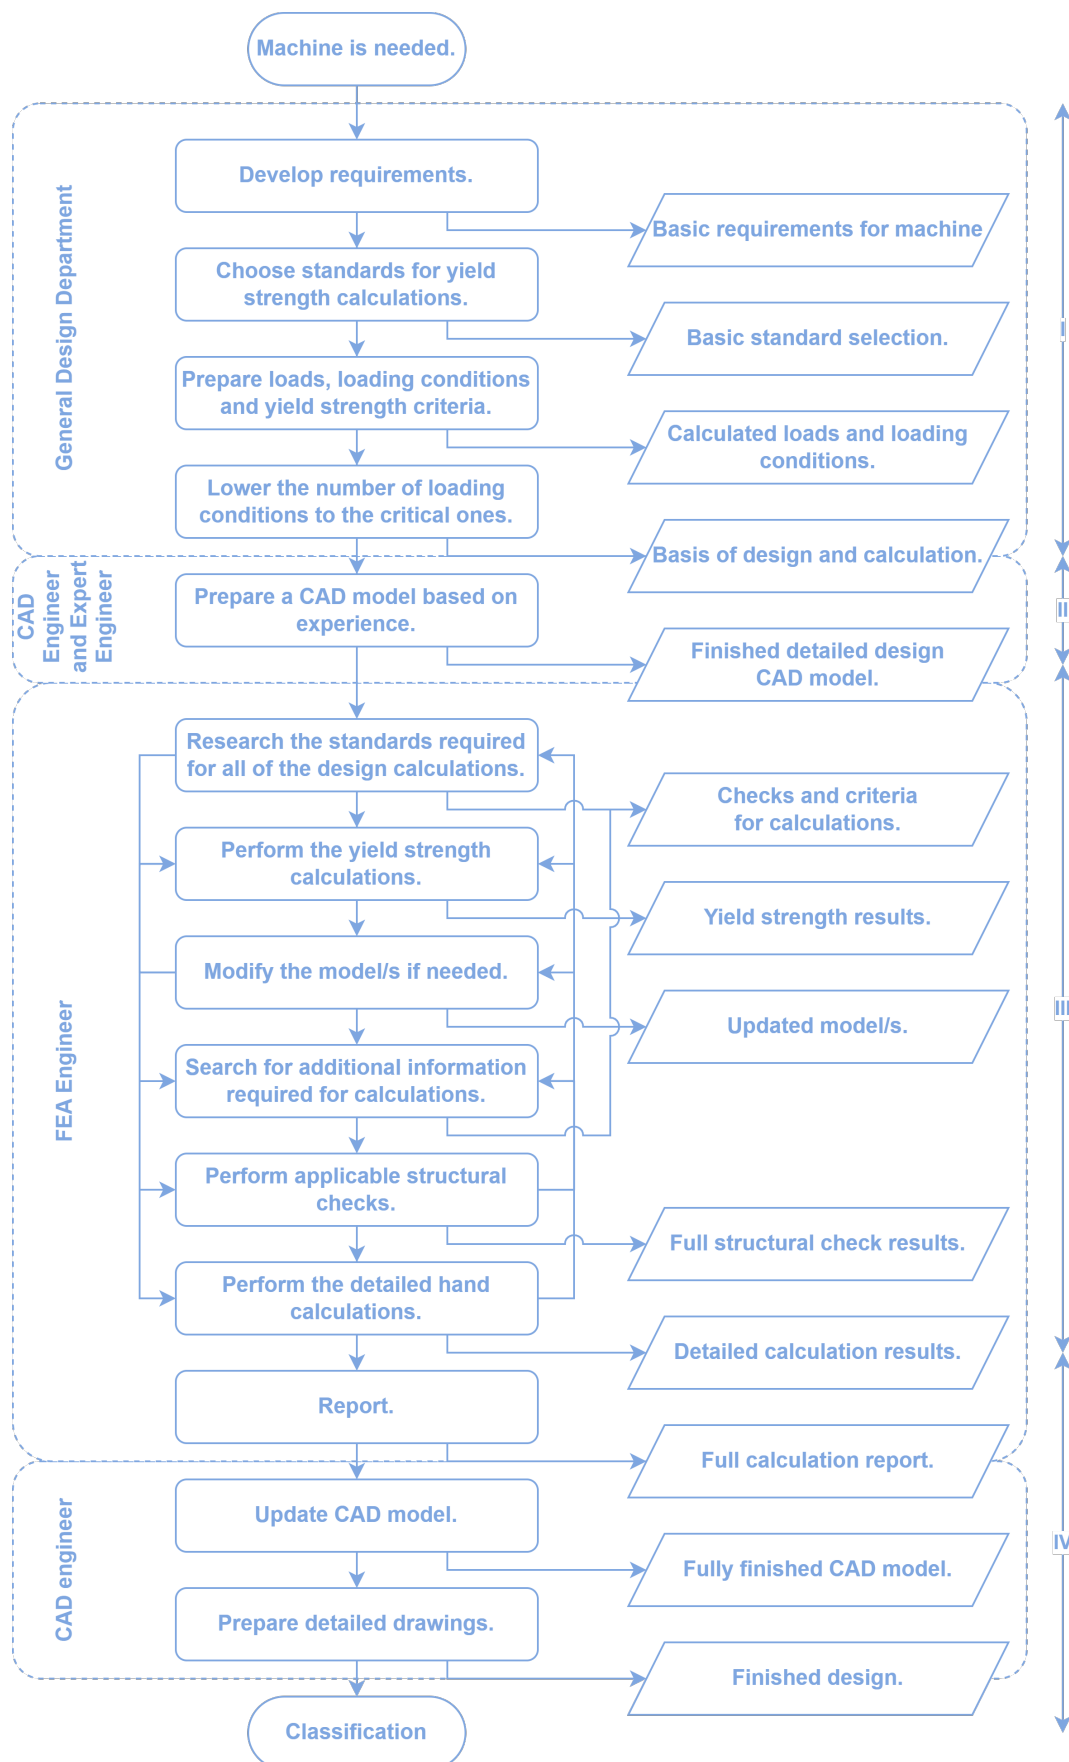 Machine is needed.
General Design Department
Develop requirements.
Basic requirements for machine
Choose standards for yield
strength calculations.
Basic standard selection.
I
Prepare loads, loading conditions
and yield strength criteria.
Calculated loads and loading
conditions.
Lower the number of loading
conditions to the critical ones.
Basis of design and calculation.
CAD
Engineer
and Expert
Engineer
Prepare a CAD model based on
experience.
II
Finished detailed design
CAD model.
FEA Engineer
Research the standards required
for all of the design calculations.
Checks and criteria
for calculations.
Perform the yield strength
calculations.
Yield strength results.
Modify the model/s if needed.
III
Updated model/s.
Search for additional information
required for calculations.
Perform applicable structural
checks.
Full structural check results.
Perform the detailed hand
calculations.
Detailed calculation results.
Report.
Full calculation report.
CAD engineer
Update CAD model.
IV
Fully finished CAD model.
Prepare detailed drawings.
Finished design.
Classification